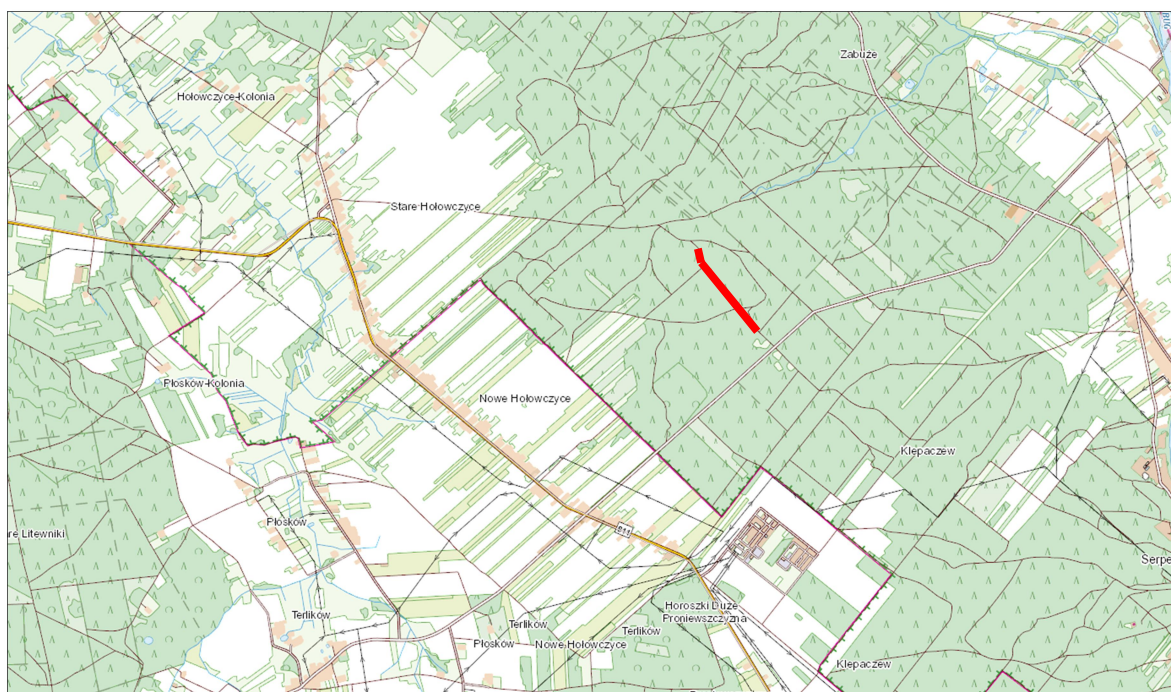 Zabuże
Hołowczyce-Kolonia
Stare Hołowczyce
Płosków-Kolonia
Nowe Hołowczyce
Klepaczew
811
Płosków
re Litewniki
Serpe
Horoszki Duże
Proniewszczyzna
Terlików
Terlików
Terlików
Płosków
Nowe Hołowczyce
Klepaczew